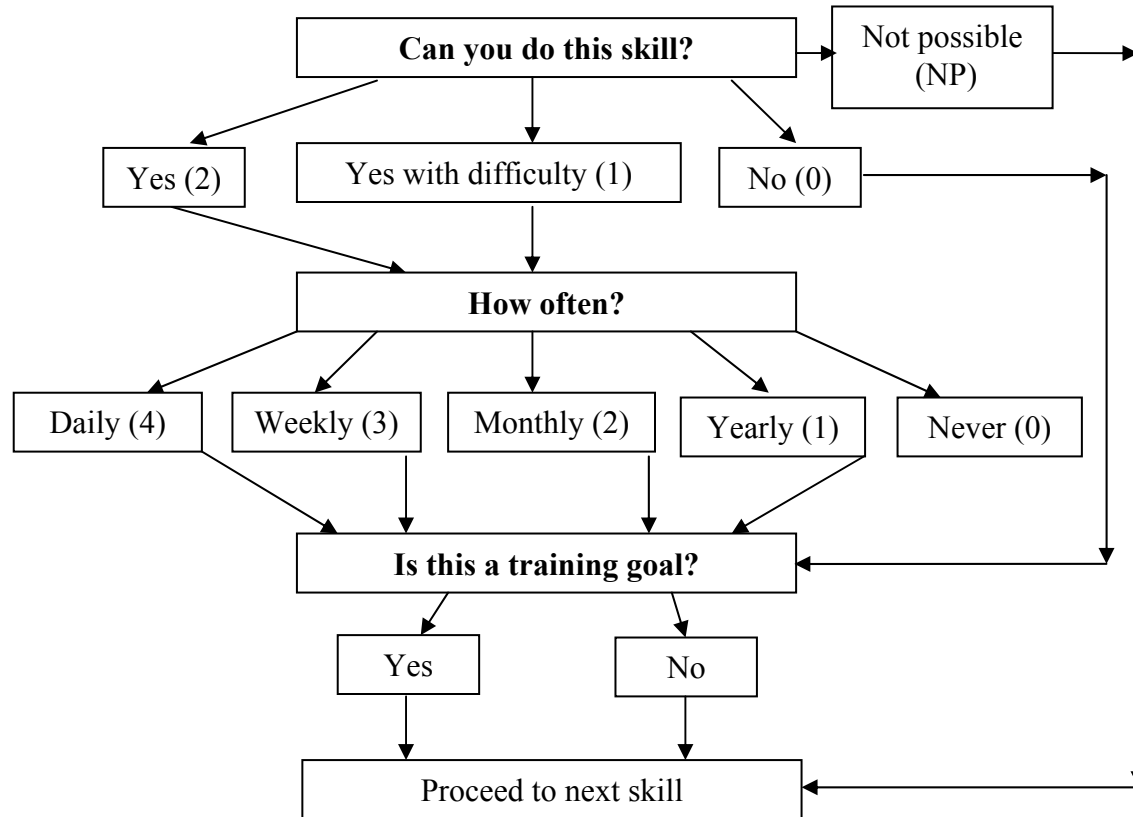 Can you do this skill?
Not possible
(NP)
Yes (2)
Yes with difficulty (1)
No (0)
How often?
Daily (4)
Weekly (3)
Monthly (2)
Yearly (1)
Never (0)
Is this a training goal?
Yes
No
Proceed to next skill